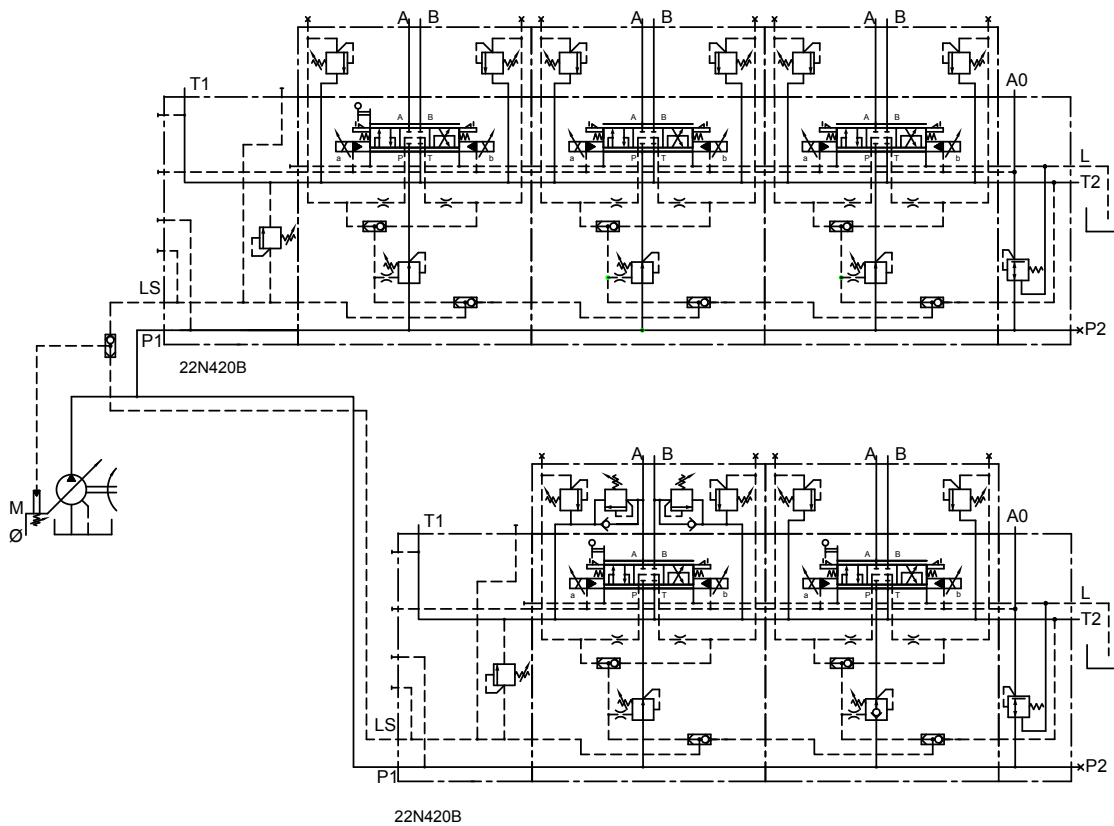 A B A B A B
T1 A0
A B A B A B
a b a b a b
P T P T P T
L
T2
LS
P1 P2
22N420B
A B A B
M T1 A0
Ø
A B A B
a b a b
P T P T
L
T2
LS
P1 P2
22N420B